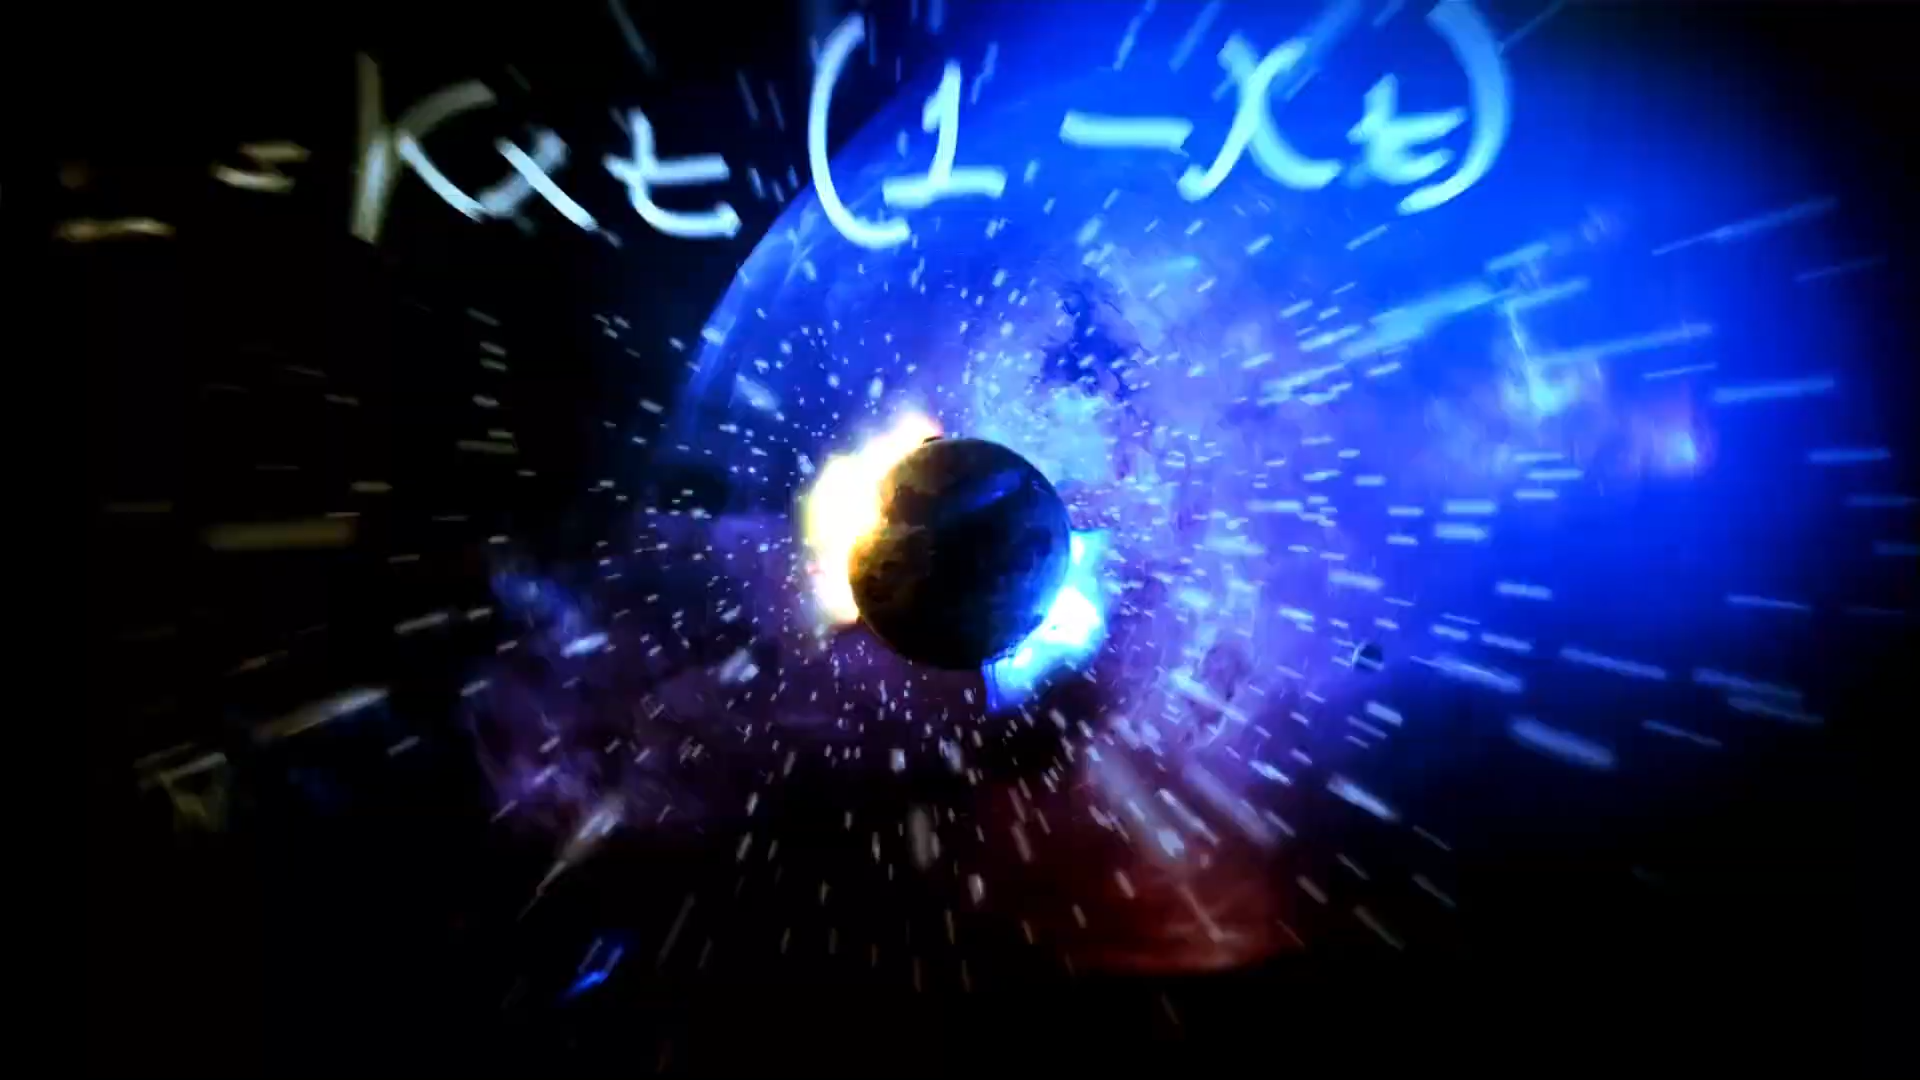 = Kxt (1 - xt)